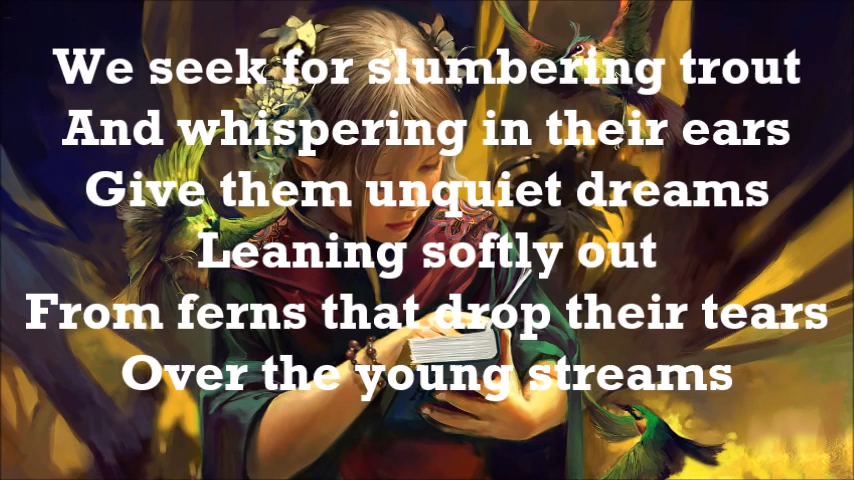 We seek for slumbering trout
And whispering in their ears
Give them unquiet dreams
Leaning softly out
From ferns that drop their tears
Over the young streams